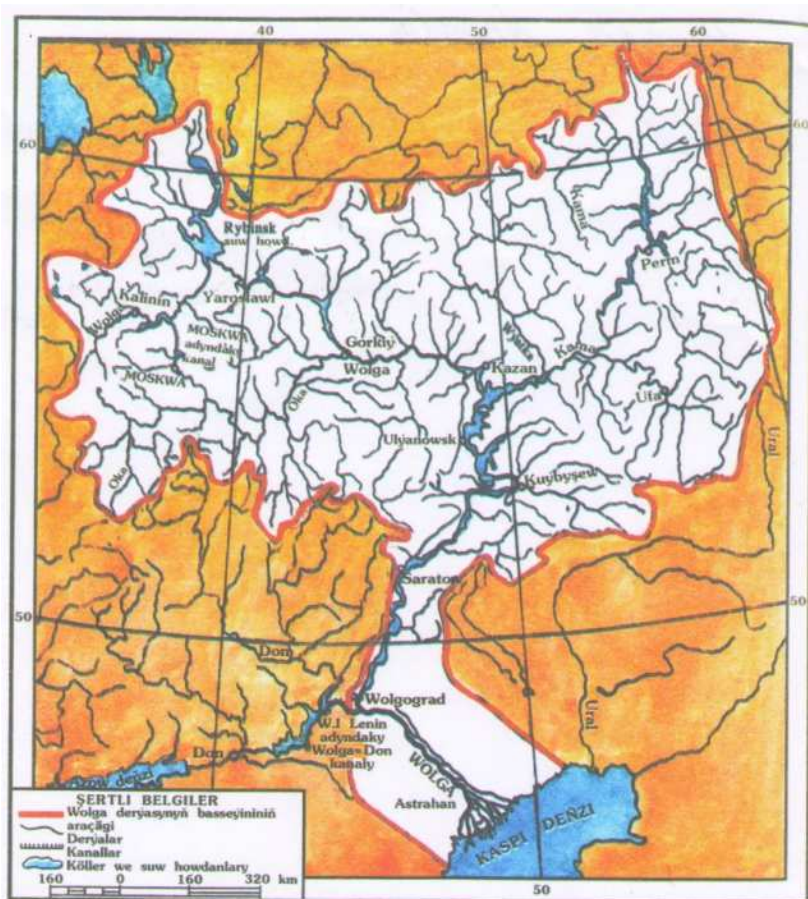 40
50
60
60
60
Rybinsk
suw howd.
Kama
Perm
Kalinin
Wolga
Yaroslawl
MOSKWA
adyndaky
kanal
MOSKWA
Gorkiy
Wolga
Wýatka
Kama
Kazan
Oka
Ufa
Ulyanowsk
Oka
Kuybyşew
Ural
Saratow
50
50
Don
Wolgograd
W.I Lenin
adyndaky
Wolga-Don
kanaly
Don
Ural
deňzi
WOLGA
Astrahan
KASPI DEŇZI
ŞERTLI BELGILER
Wolga derýasynyň basseýniniň
araçägi
Derýalar
Kanallar
Köller we suw howdanlary
160 0 160 320 km
50